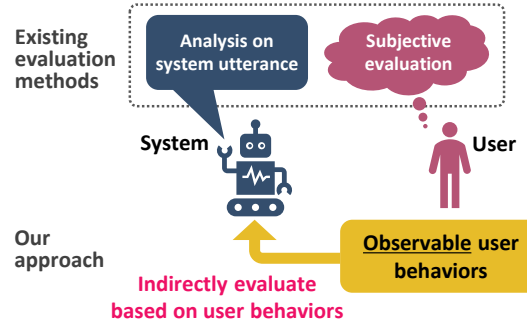 Existing
evaluation
methods
Analysis on
system utterance
Subjective
evaluation
System
User
Our
approach
Observable user
behaviors
Indirectly evaluate
based on user behaviors